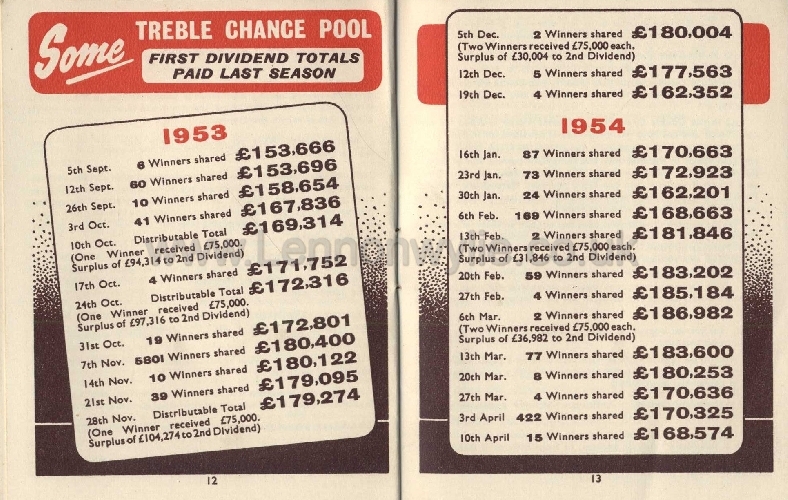 Some TREBLE CHANCE POOL
FIRST DIVIDEND TOTALS
PAID LAST SEASON
1953
5th Sept. 6 Winners shared £153,666
12th Sept. 60 Winners shared £153,696
26th Sept. 10 Winners shared £158,654
3rd Oct. 41 Winners shared £167,836
10th Oct. Distributable Total £169,314
(One Winner received £75,000.
Surplus of £94,314 to 2nd Dividend)
17th Oct. 4 Winners shared £171,752
24th Oct. Distributable Total £172,316
(One Winner received £75,000.
Surplus of £97,316 to 2nd Dividend)
31st Oct. 19 Winners shared £172,801
7th Nov. 5801 Winners shared £180,400
14th Nov. 10 Winners shared £180,122
21st Nov. 39 Winners shared £179,095
28th Nov. Distributable Total £179,274
(One Winner received £75,000.
Surplus of £104,274 to 2nd Dividend)
12
5th Dec. 2 Winners shared £180,004
(Two Winners received £75,000 each.
Surplus of £30,004 to 2nd Dividend)
12th Dec. 5 Winners shared £177,563
19th Dec. 4 Winners shared £162,352
1954
16th Jan. 87 Winners shared £170,663
23rd Jan. 73 Winners shared £172,923
30th Jan. 24 Winners shared £162,201
6th Feb. 169 Winners shared £168,663
13th Feb. 2 Winners shared £181,846
(Two Winners received £75,000 each.
Surplus of £31,846 to 2nd Dividend)
20th Feb. 59 Winners shared £183,202
27th Feb. 4 Winners shared £185,184
6th Mar. 2 Winners shared £186,982
(Two Winners received £75,000 each.
Surplus of £36,982 to 2nd Dividend)
13th Mar. 77 Winners shared £183,600
20th Mar. 8 Winners shared £180,253
27th Mar. 4 Winners shared £170,636
3rd April 422 Winners shared £170,325
10th April 15 Winners shared £168,574
13